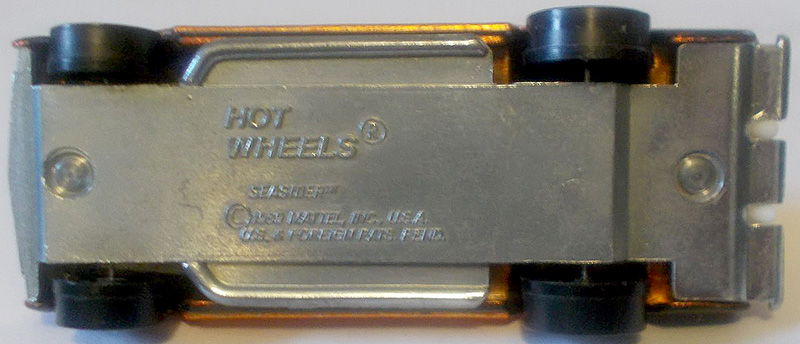 HOT
WHEELS®
SEASIDER™
© 1969 MATTEL, INC., U.S.A.
U.S. & FOREIGN PATS. PEND.